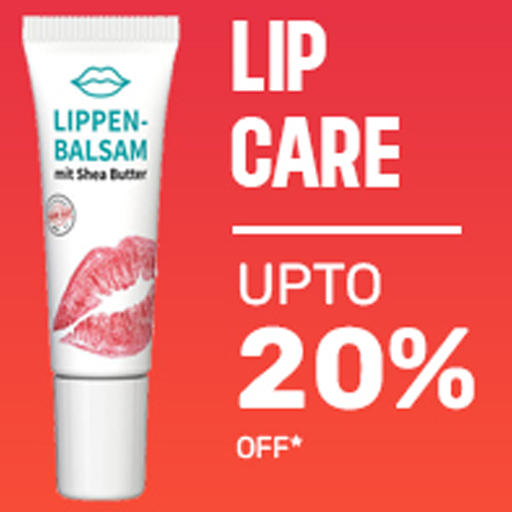 LIP
CARE
UPTO
20%
OFF*
LIPPEN-
BALSAM
mit Shea Butter